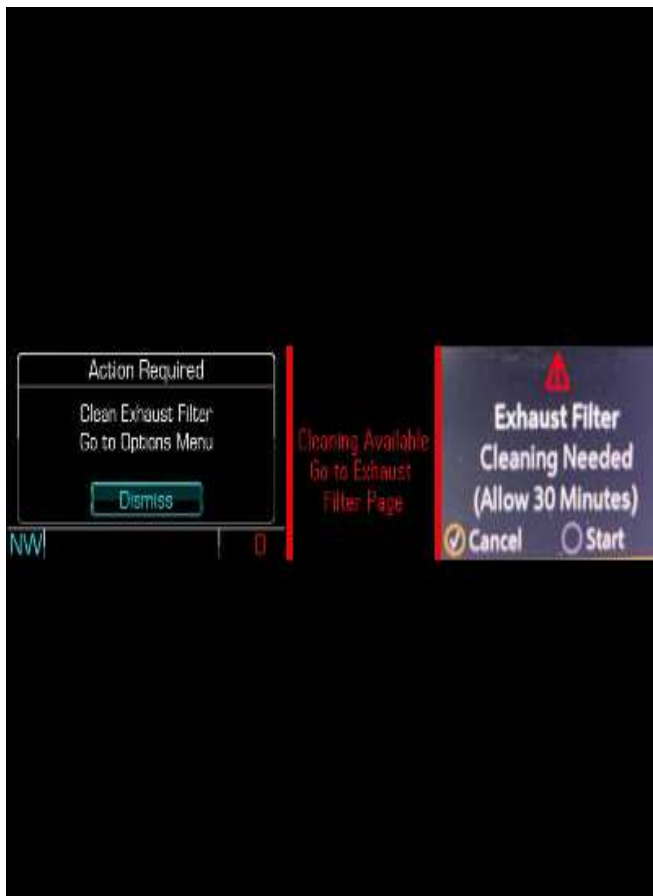 Action Required
Clean Exhaust Filter
Go to Options Menu
Dismiss
NW
0
Cleaning Available
Go to Exhaust
Filter Page
Exhaust Filter
Cleaning Needed
(Allow 30 Minutes)
Cancel Start